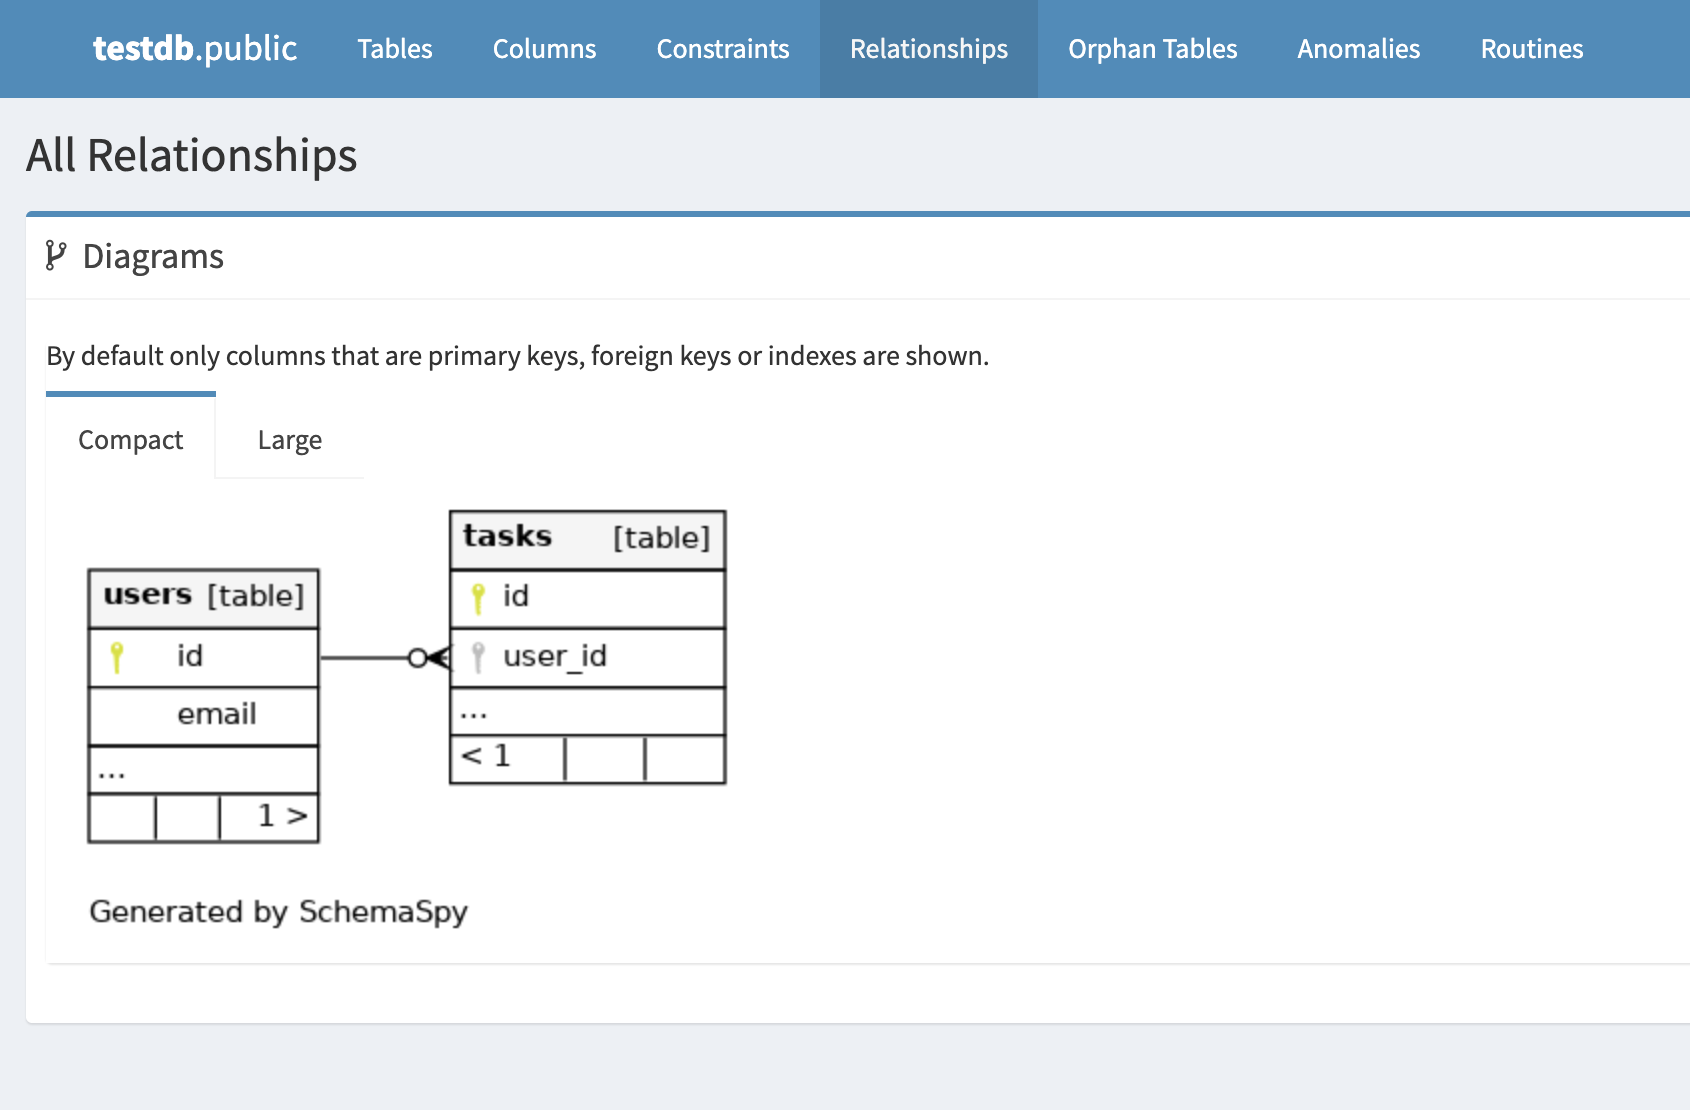 testdb.public Tables Columns Constraints Relationships Orphan Tables Anomalies Routines
All Relationships
Diagrams
By default only columns that are primary keys, foreign keys or indexes are shown.
Compact Large
users [table]
id
email
...
1 >
tasks [table]
id
user_id
...
< 1
Generated by SchemaSpy